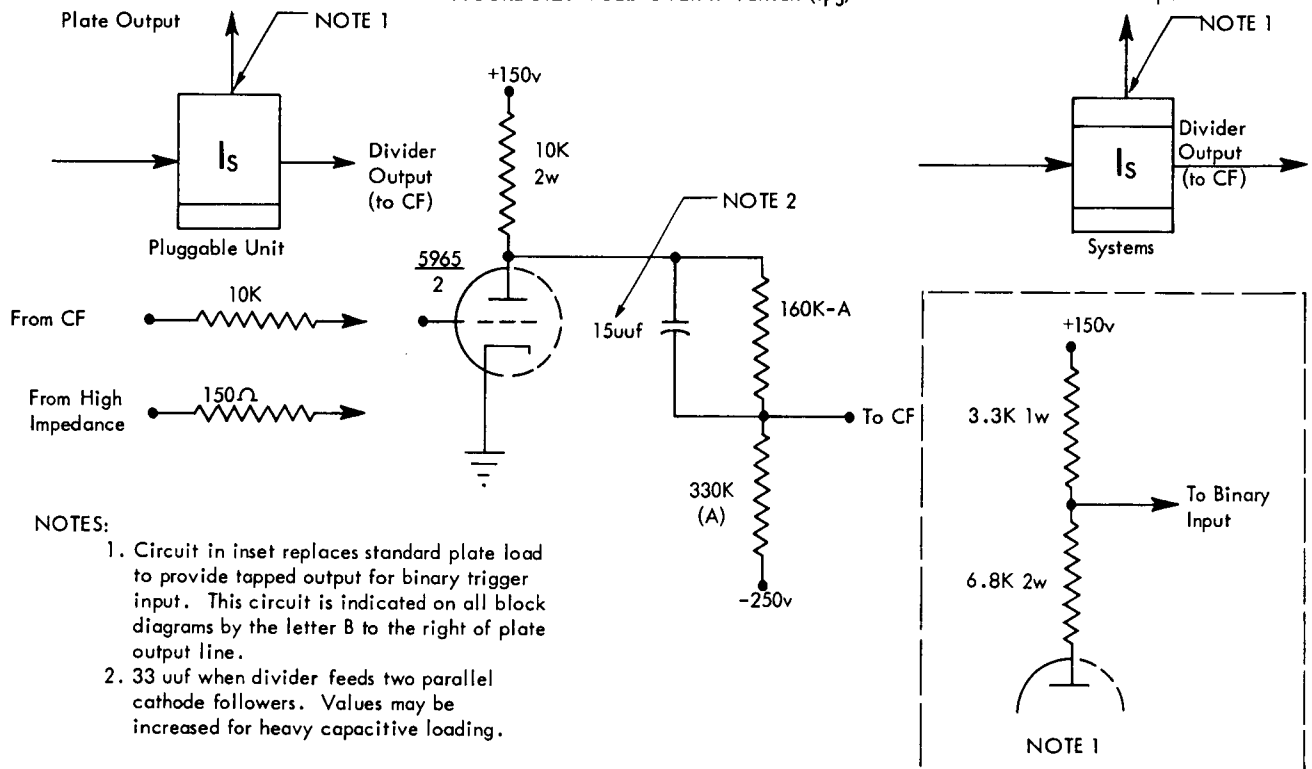 Plate Output
NOTE 1
Is
Divider
Output
(to CF)
Pluggable Unit
+150v
10K
2w
NOTE 2
5965
2
15uuf
160K-A
From CF
10K
From High
Impedance
150Ω
To CF
330K
(A)
-250v
NOTE 1
Is
Divider
Output
(to CF)
Systems
+150v
3.3K 1w
To Binary
Input
6.8K 2w
NOTE 1
NOTES:
1. Circuit in inset replaces standard plate load
to provide tapped output for binary trigger
input. This circuit is indicated on all block
diagrams by the letter B to the right of plate
output line.
2. 33 uuf when divider feeds two parallel
cathode followers. Values may be
increased for heavy capacitive loading.